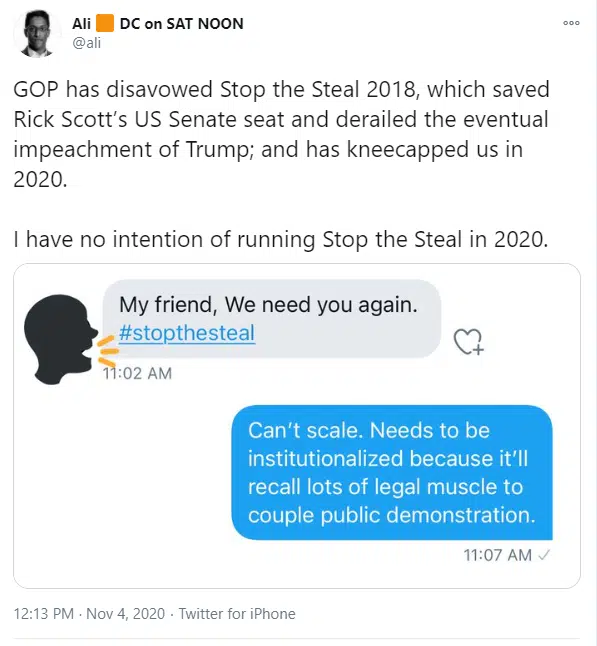 Ali 🟧 DC on SAT NOON
@ali
GOP has disavowed Stop the Steal 2018, which saved
Rick Scott’s US Senate seat and derailed the eventual
impeachment of Trump; and has kneecapped us in
2020.
I have no intention of running Stop the Steal in 2020.
My friend, We need you again.
#stopthesteal
11:02 AM
Can’t scale. Needs to be
institutionalized because it’ll
recall lots of legal muscle to
couple public demonstration.
11:07 AM ✓
12:13 PM · Nov 4, 2020 · Twitter for iPhone